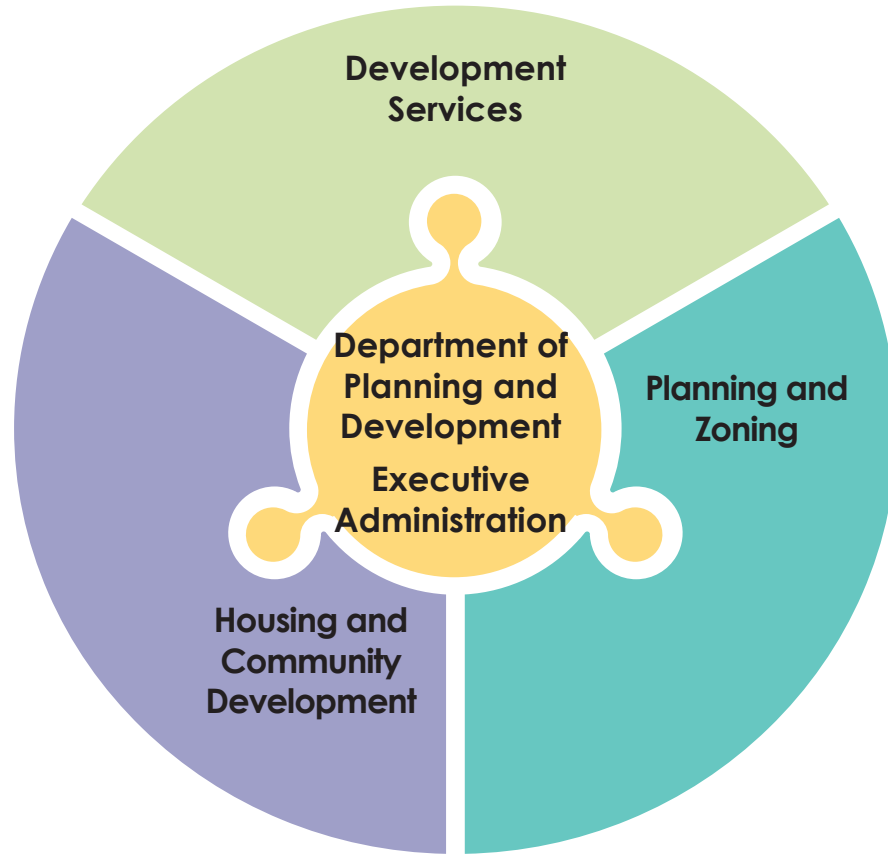 Development
Services
Department of
Planning and
Development
Executive
Administration
Planning and
Zoning
Housing and
Community
Development